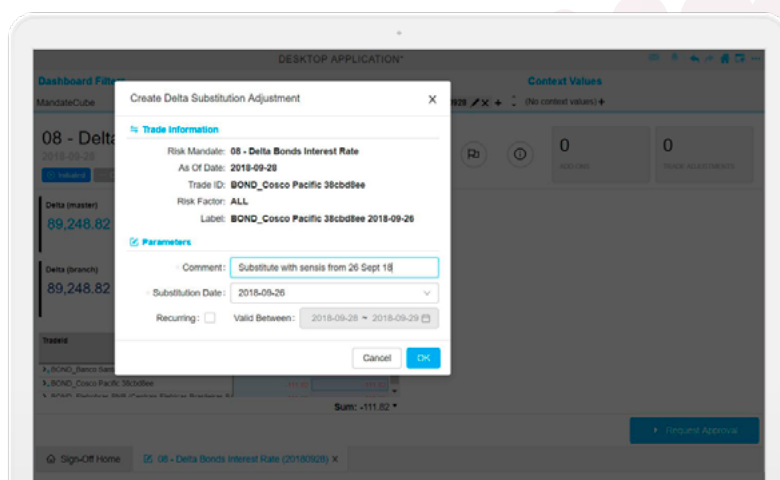 DESKTOP APPLICATION*
Dashboard Filters
Context Values
MandateCube
(No context values) +
08 - Delta
2018-09-28
Initiated
0
0
TRADE ADJUSTMENTS
Delta (master)
89,248.82
Delta (branch)
89,248.82
Create Delta Substitution Adjustment X
Trade Information
Risk Mandate: 08 - Delta Bonds Interest Rate
As Of Date: 2018-09-28
Trade ID: BOND_Cosco Pacific 38cbd8ee
Risk Factor: ALL
Label: BOND_Cosco Pacific 38cbd8ee 2018-09-26
Parameters
Comment: Substitute with sensis from 26 Sept 18
Substitution Date: 2018-09-26
Recurring: Valid Between: 2018-09-28 ~ 2018-09-29
Cancel OK
TradeId
BOND_Banco San
BOND_Cosco Pacific 38cbd8ee
Sum: -111.82
Request Approval
Sign-Off Home
08 - Delta Bonds Interest Rate (20180928) X